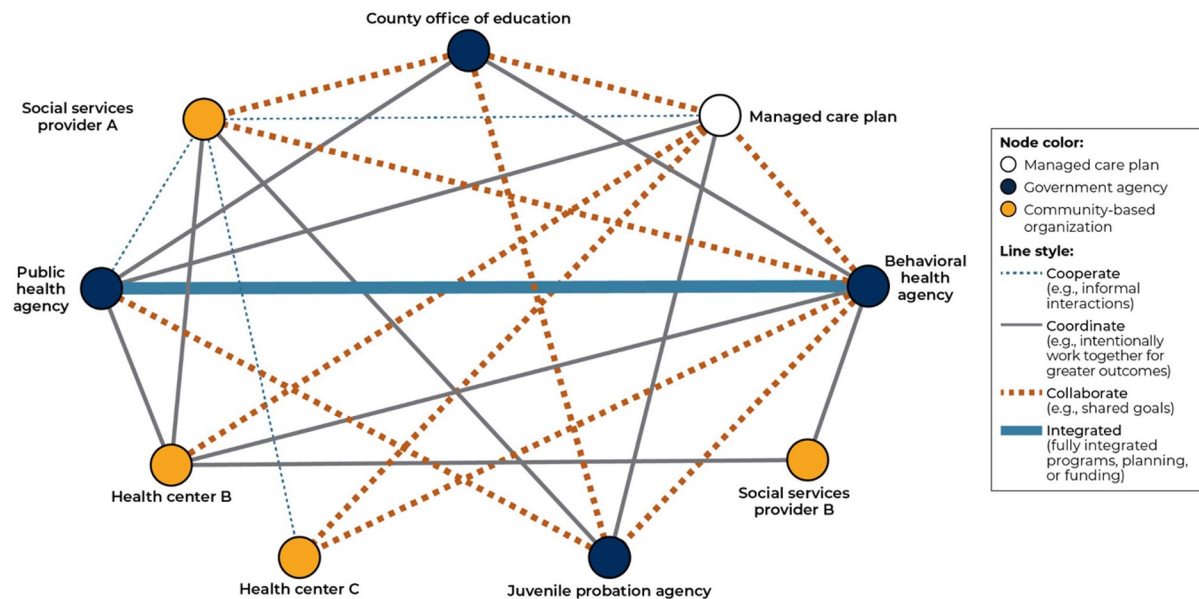 County office of education
Social services
provider A
Managed care plan
Public
health
agency
Behavioral
health
agency
Health center B
Social services
provider B
Health center C
Juvenile probation agency
Node color:
Managed care plan
Government agency
Community-based
organization
Line style:
Cooperate
(e.g., informal
interactions)
Coordinate
(e.g., intentionally
work together for
greater outcomes)
Collaborate
(e.g., shared goals)
Integrated
(fully integrated
programs, planning,
or funding)